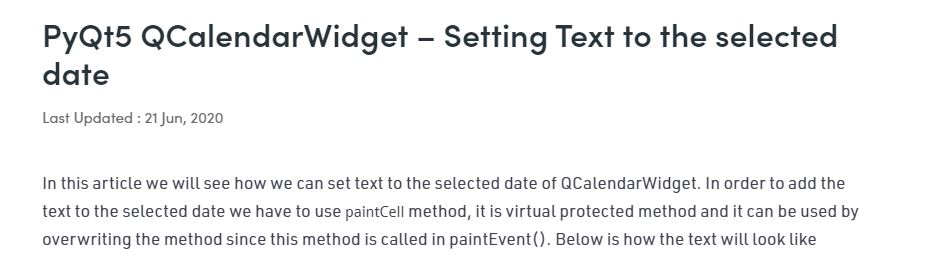 PyQt5 QCalendarWidget – Setting Text to the selected
date
Last Updated : 21 Jun, 2020
In this article we will see how we can set text to the selected date of QCalendarWidget. In order to add the
text to the selected date we have to use paintCell method, it is virtual protected method and it can be used by
overwriting the method since this method is called in paintEvent(). Below is how the text will look like